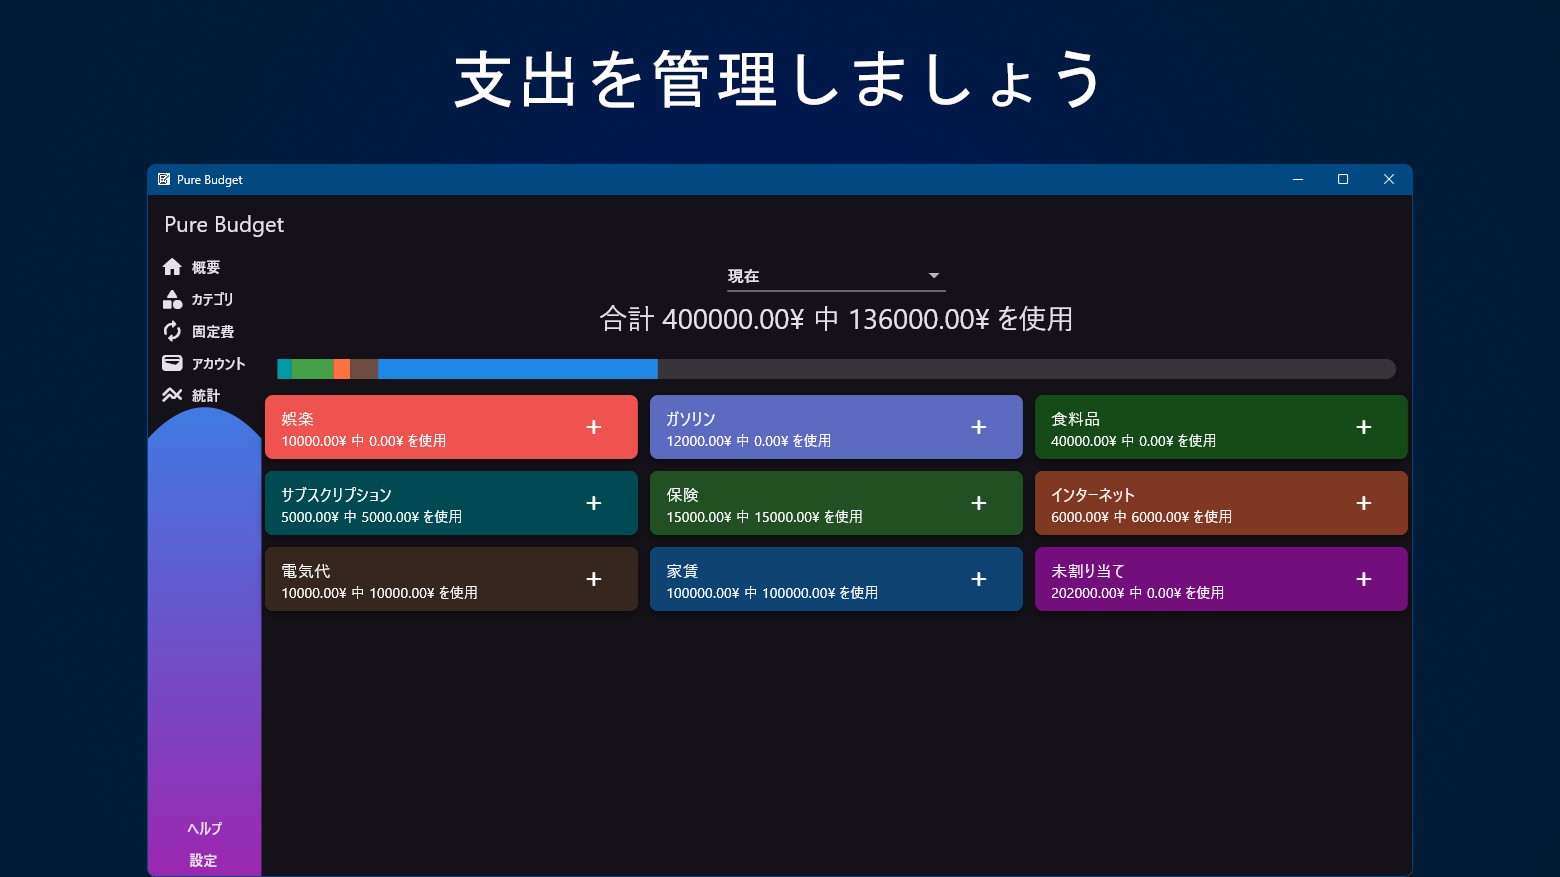 支出を管理しましょう
Pure Budget
Pure Budget
概要
カテゴリ
固定費
アカウント
統計
現在
合計 400000.00¥ 中 136000.00¥ を使用
娯楽
10000.00¥ 中 0.00¥ を使用
ガソリン
12000.00¥ 中 0.00¥ を使用
食料品
40000.00¥ 中 0.00¥ を使用
サブスクリプション
5000.00¥ 中 5000.00¥ を使用
保険
15000.00¥ 中 15000.00¥ を使用
インターネット
6000.00¥ 中 6000.00¥ を使用
電気代
10000.00¥ 中 10000.00¥ を使用
家賃
100000.00¥ 中 100000.00¥ を使用
未割り当て
202000.00¥ 中 0.00¥ を使用
ヘルプ
設定